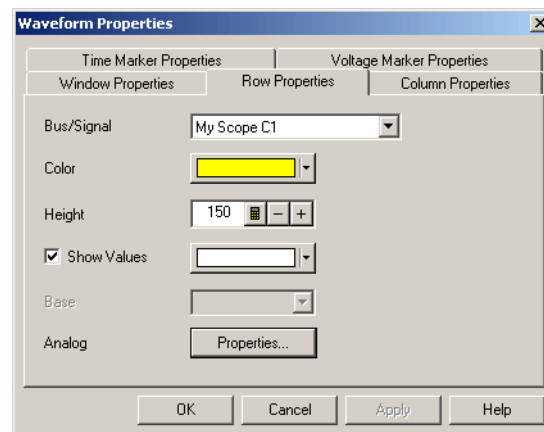 Waveform Properties
Time Marker Properties Voltage Marker Properties
Window Properties Row Properties Column Properties
Bus/Signal My Scope C1
Color
Height 150 - +
Show Values
Base
Analog Properties...
OK Cancel Apply Help